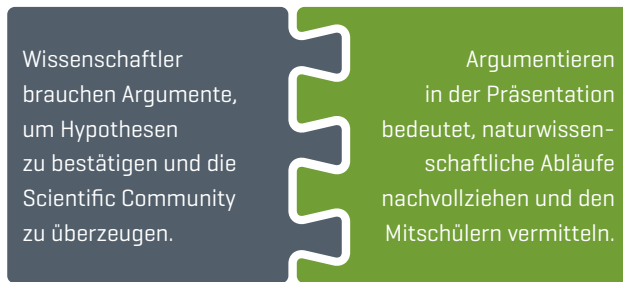 Wissenschaftler
brauchen Argumente,
um Hypothesen
zu bestätigen und die
Scientific Community
zu überzeugen.
Argumentieren
in der Präsentation
bedeutet, naturwissen-
schaftliche Abläufe
nachvollziehen und den
Mitschülern vermitteln.